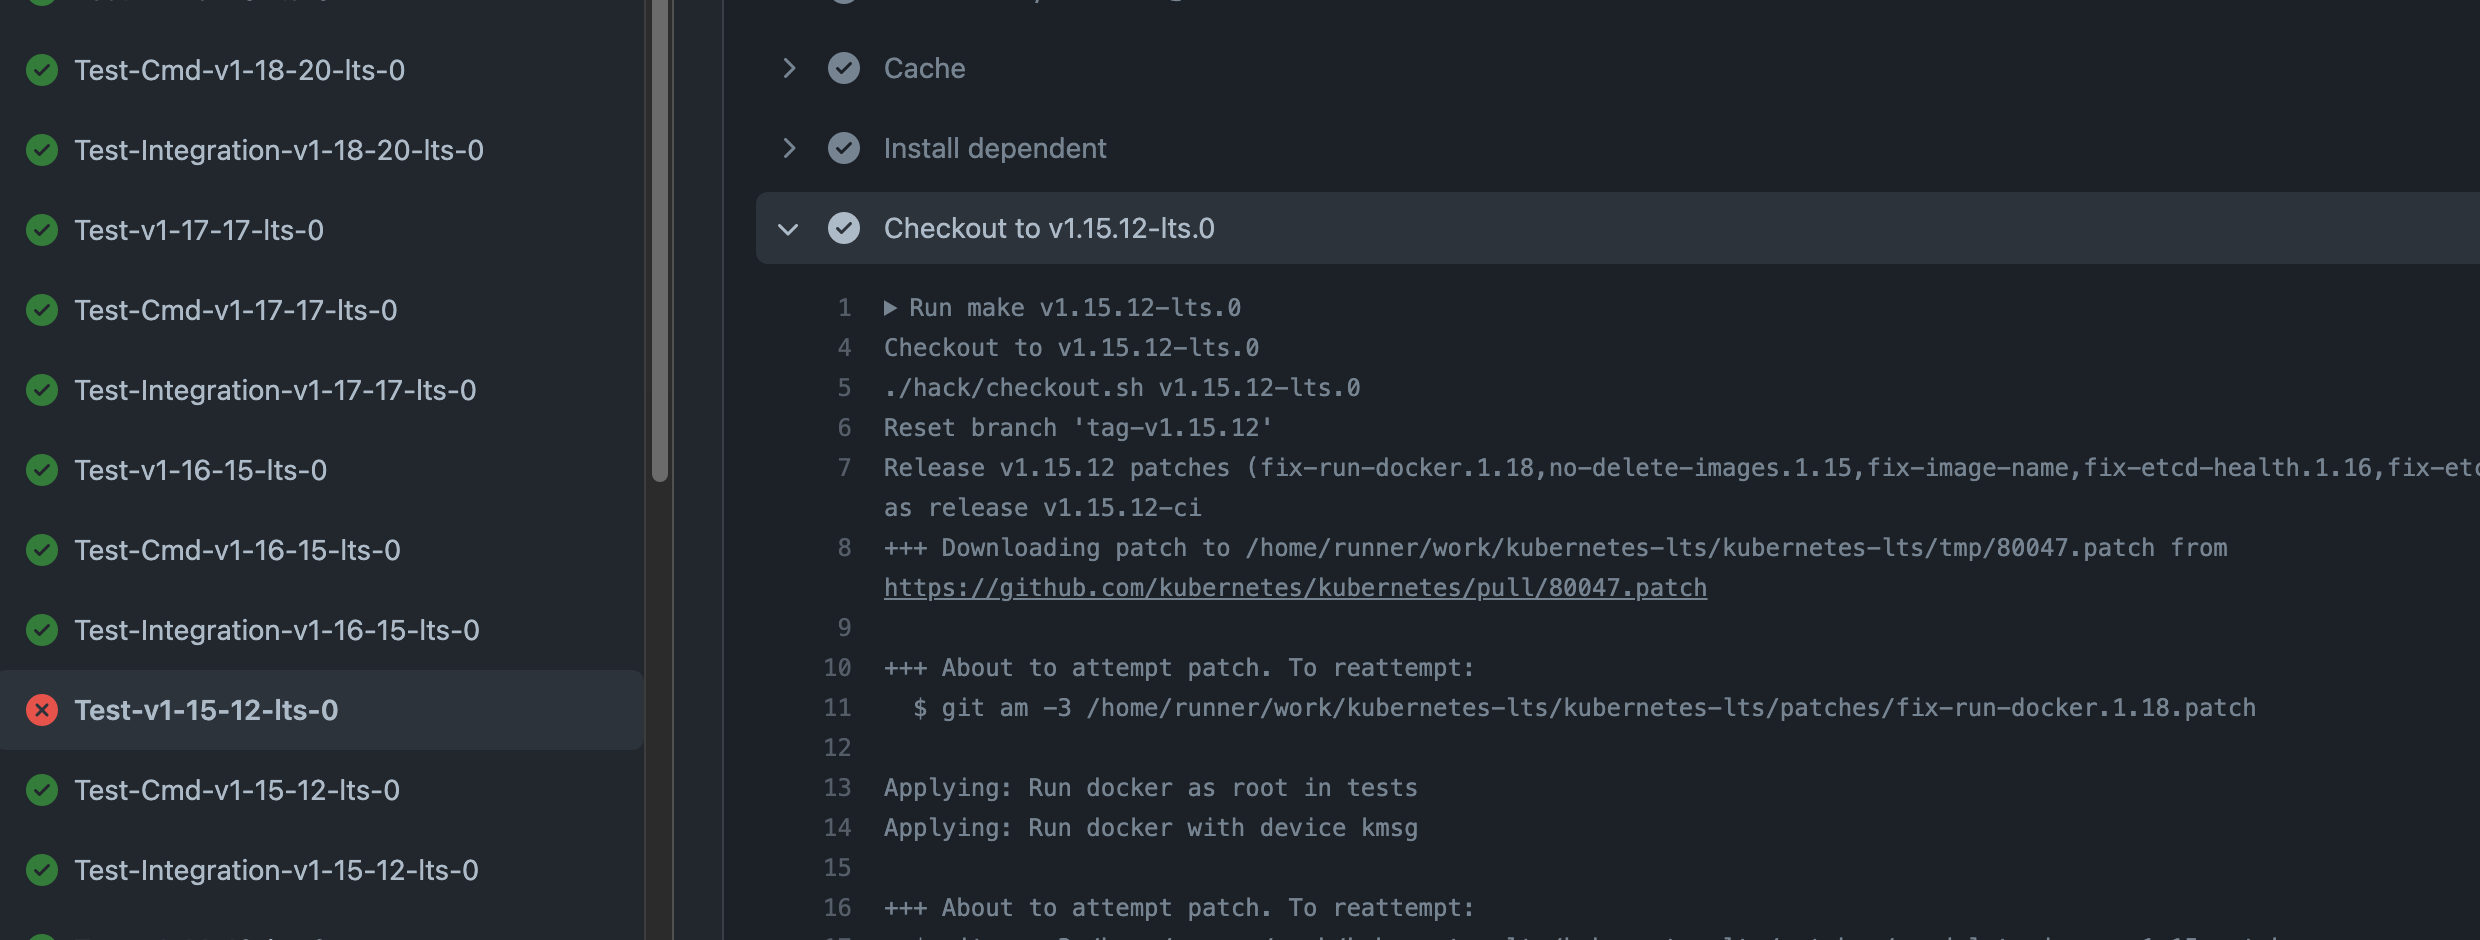 Test-Cmd-v1-18-20-lts-0
Test-Integration-v1-18-20-lts-0
Test-v1-17-17-lts-0
Test-Cmd-v1-17-17-lts-0
Test-Integration-v1-17-17-lts-0
Test-v1-16-15-lts-0
Test-Cmd-v1-16-15-lts-0
Test-Integration-v1-16-15-lts-0
Test-v1-15-12-lts-0
Test-Cmd-v1-15-12-lts-0
Test-Integration-v1-15-12-lts-0
Cache
Install dependent
Checkout to v1.15.12-lts.0
1 ▶ Run make v1.15.12-lts.0
4 Checkout to v1.15.12-lts.0
5 ./hack/checkout.sh v1.15.12-lts.0
6 Reset branch 'tag-v1.15.12'
7 Release v1.15.12 patches (fix-run-docker.1.18,no-delete-images.1.15,fix-image-name,fix-etcd-health.1.16,fix-etc
as release v1.15.12-ci
8 +++ Downloading patch to /home/runner/work/kubernetes-lts/kubernetes-lts/tmp/80047.patch from
https://github.com/kubernetes/kubernetes/pull/80047.patch
9
10 +++ About to attempt patch. To reattempt:
11 $ git am -3 /home/runner/work/kubernetes-lts/kubernetes-lts/patches/fix-run-docker.1.18.patch
12
13 Applying: Run docker as root in tests
14 Applying: Run docker with device kmsg
15
16 +++ About to attempt patch. To reattempt: